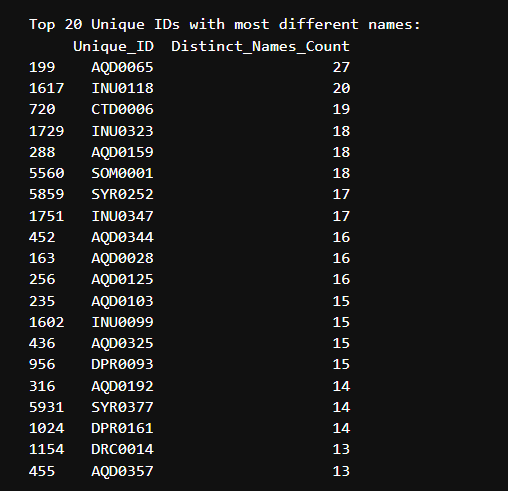 Top 20 Unique IDs with most different names:
Unique_ID Distinct_Names_Count
199 AQD0065 27
1617 INU0118 20
720 CTD0006 19
1729 INU0323 18
288 AQD0159 18
5560 SOM0001 18
5859 SYR0252 17
1751 INU0347 17
452 AQD0344 16
163 AQD0028 16
256 AQD0125 16
235 AQD0103 15
1602 INU0099 15
436 AQD0325 15
956 DPR0093 15
316 AQD0192 14
5931 SYR0377 14
1024 DPR0161 14
1154 DRC0014 13
455 AQD0357 13